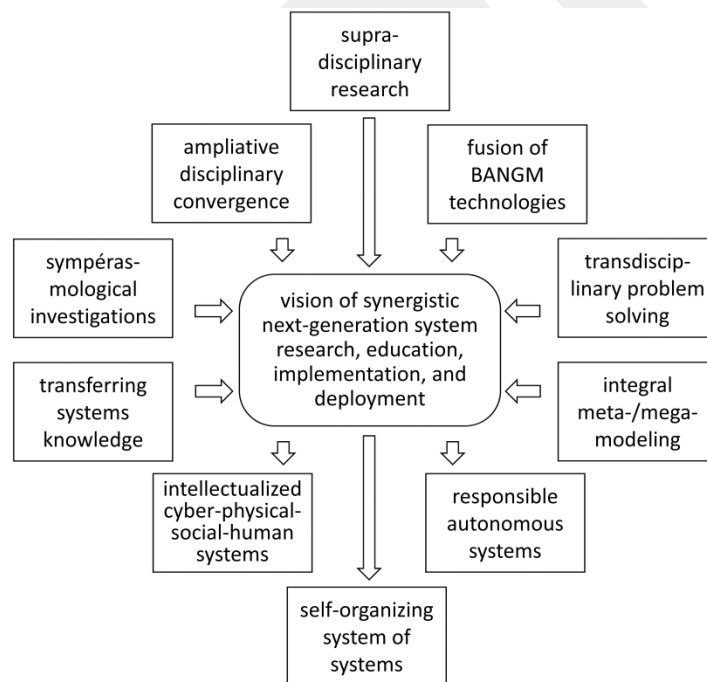 supra-
disciplinary
research
ampliative
disciplinary
convergence
fusion of
BANGM
technologies
sympéras-
mological
investigations
vision of synergistic
next-generation system
research, education,
implementation, and
deployment
transdiscip-
linary problem
solving
transferring
systems
knowledge
integral
meta-/mega-
modeling
intellectualized
cyber-physical-
social-human
systems
responsible
autonomous
systems
self-organizing
system of
systems